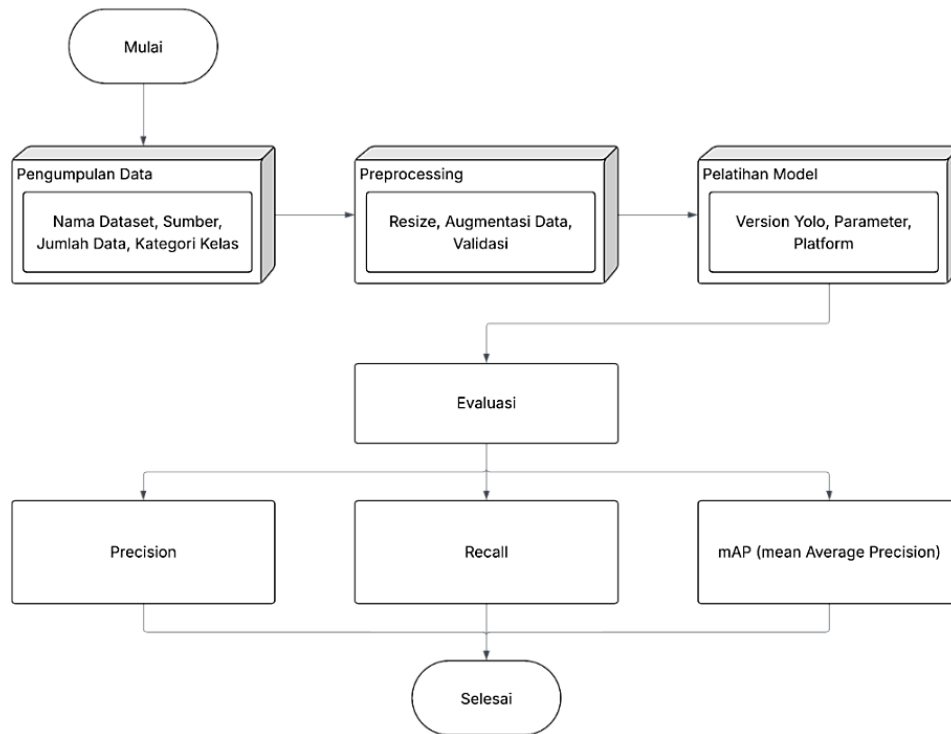 Mulai
Pengumpulan Data
Nama Dataset, Sumber,
Jumlah Data, Kategori Kelas
Preprocessing
Resize, Augmentasi Data,
Validasi
Pelatihan Model
Version Yolo, Parameter,
Platform
Evaluasi
Precision
Recall
mAP (mean Average Precision)
Selesai